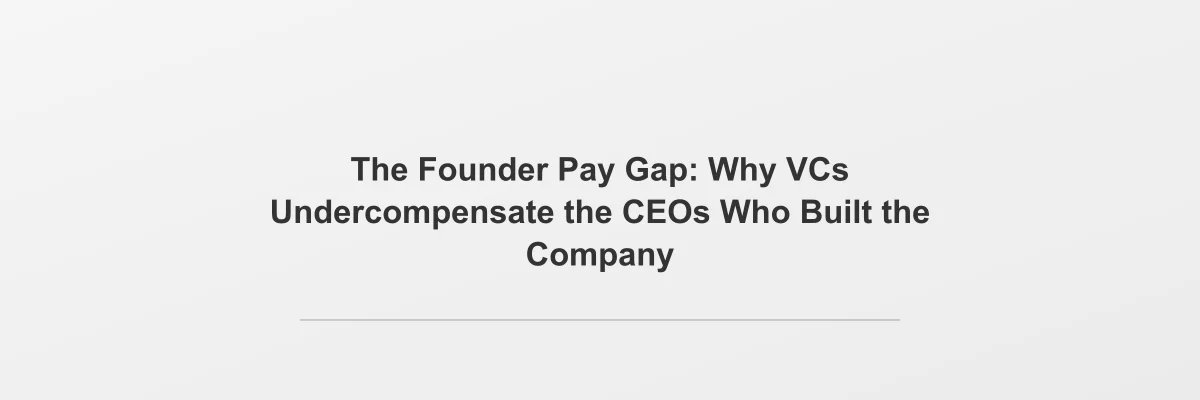 The Founder Pay Gap: Why VCs
Undercompensate the CEOs Who Built the
Company